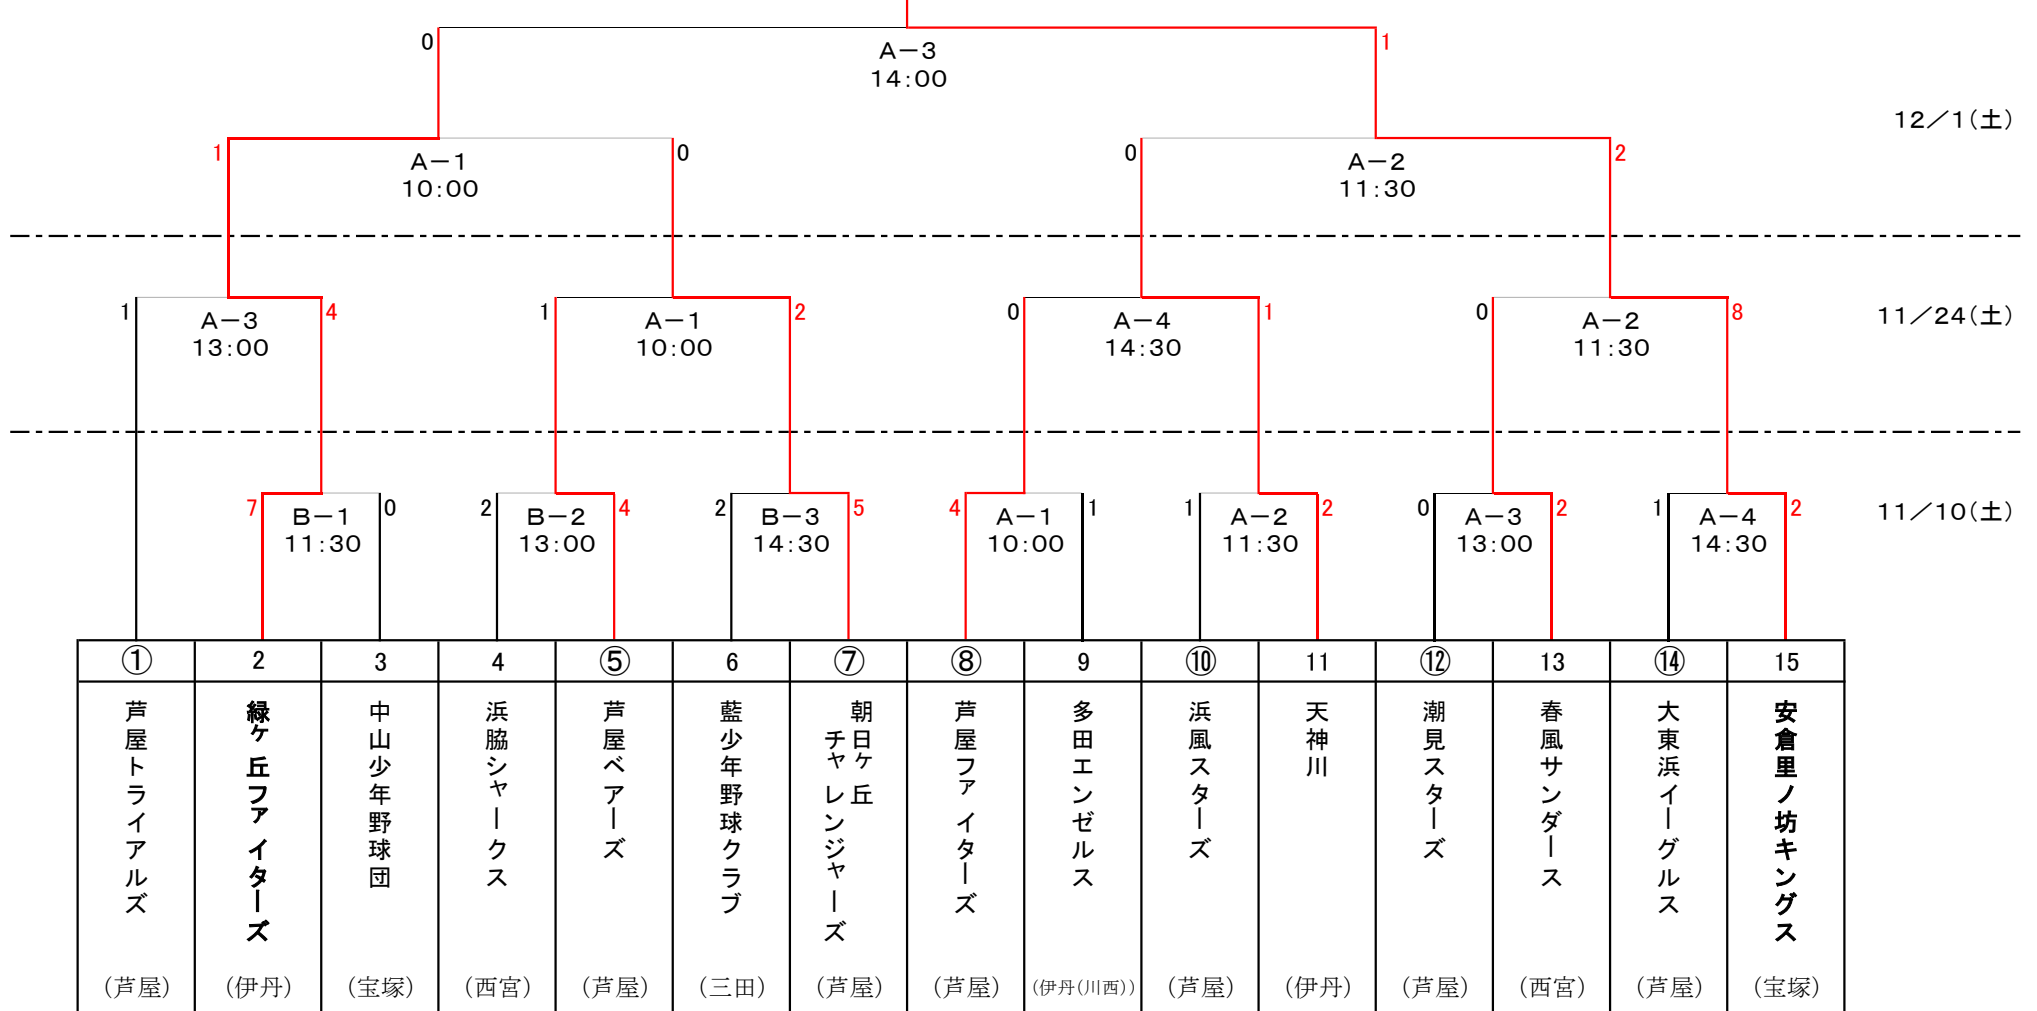 0 1
A－3
14:00
12／1(土)
1 0 0 2
A－1 A－2
10:00 11:30
1 4 1 2 0 1 0 8
A－3 A－1 A－4 A－2
13:00 10:00 14:30 11:30
11／24(土)
7 0 2 4 2 5 4 1 1 2 0 2 1 2
B－1 B－2 B－3 A－1 A－2 A－3 A－4
11:30 13:00 14:30 10:00 11:30 13:00 14:30
11／10(土)
① 2 3 4 ⑤ 6 ⑦ ⑧ 9 ⑩ 11 ⑫ 13 ⑭ 15
芦屋トライアルズ
緑ヶ丘ファイターズ
中山少年野球団
浜脇シャークス
芦屋ベアーズ
藍少年野球クラブ
朝日ヶ丘
チャレンジャーズ
芦屋ファイターズ
多田エンゼルス
浜風スターズ
天神川
潮見スターズ
春風サンダース
大東浜イーグルス
安倉里ノ坊キングス
(芦屋) (伊丹) (宝塚) (西宮) (芦屋) (三田) (芦屋) (芦屋) (伊丹(川西)) (芦屋) (伊丹) (芦屋) (西宮) (芦屋) (宝塚)